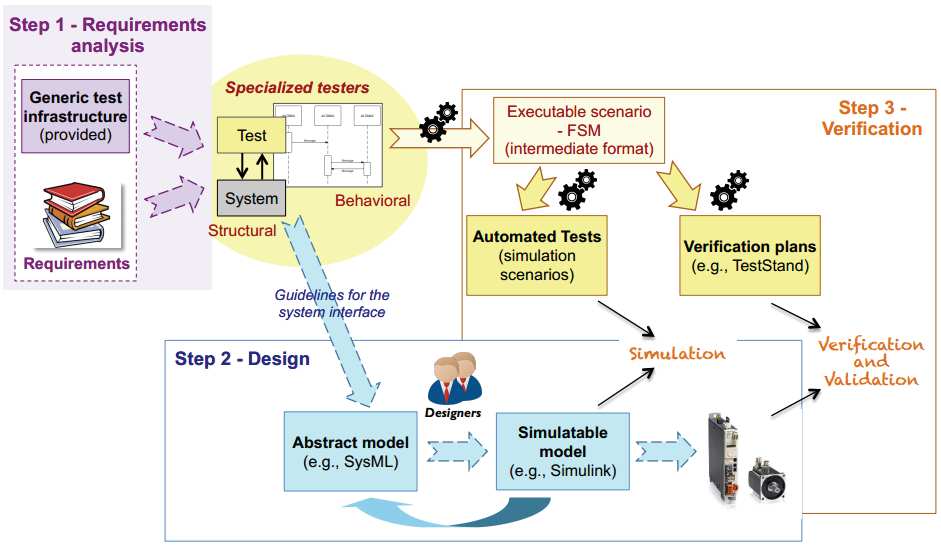 Step 1 - Requirements
analysis
Generic test
infrastructure
(provided)
Requirements
Specialized testers
Test
System
Structural
Behavioral
Guidelines for the
system interface
Executable scenario
- FSM
(intermediate format)
Step 3 -
Verification
Automated Tests
(simulation
scenarios)
Verification plans
(e.g., TestStand)
Simulation
Verification
and
Validation
Step 2 - Design
Designers
Abstract model
(e.g., SysML)
Simulatable
model
(e.g., Simulink)